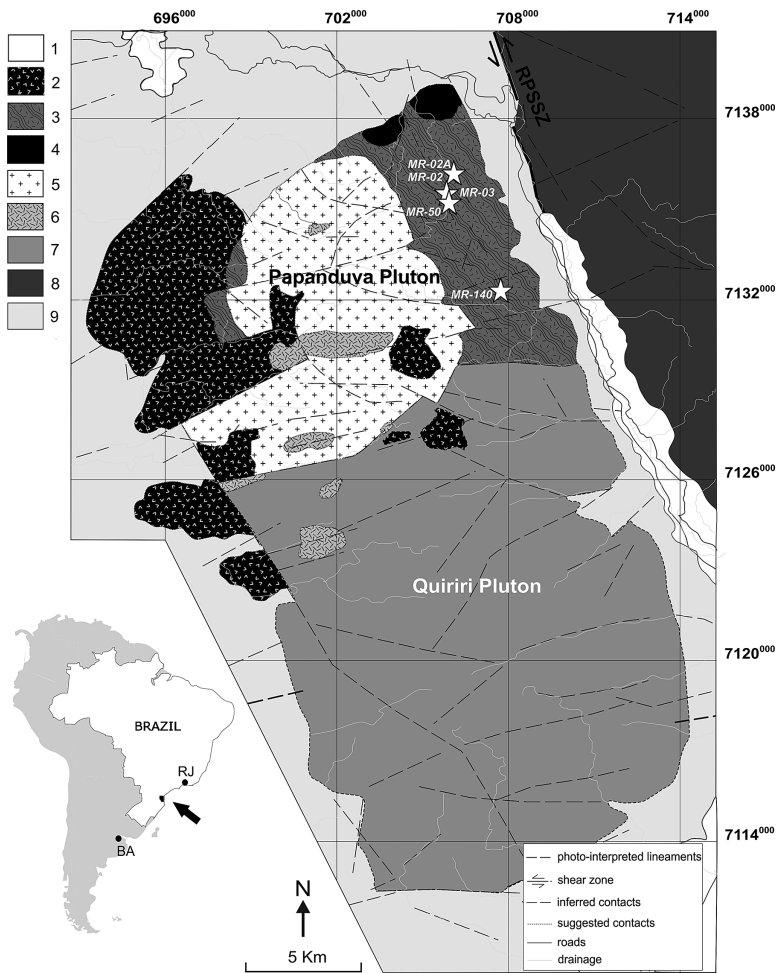 696⁰⁰⁰
702⁰⁰⁰
708⁰⁰⁰
714⁰⁰⁰
1
2
3
4
5
6
7
8
9
RPSSZ
7138⁰⁰⁰
MR-02A
MR-02
MR-03
MR-50
Papanduva Pluton
MR-140
7132⁰⁰⁰
7126⁰⁰⁰
Quiriri Pluton
7120⁰⁰⁰
BRAZIL
RJ
BA
7114⁰⁰⁰
N
5 Km
photo-interpreted lineaments
shear zone
inferred contacts
suggested contacts
roads
drainage